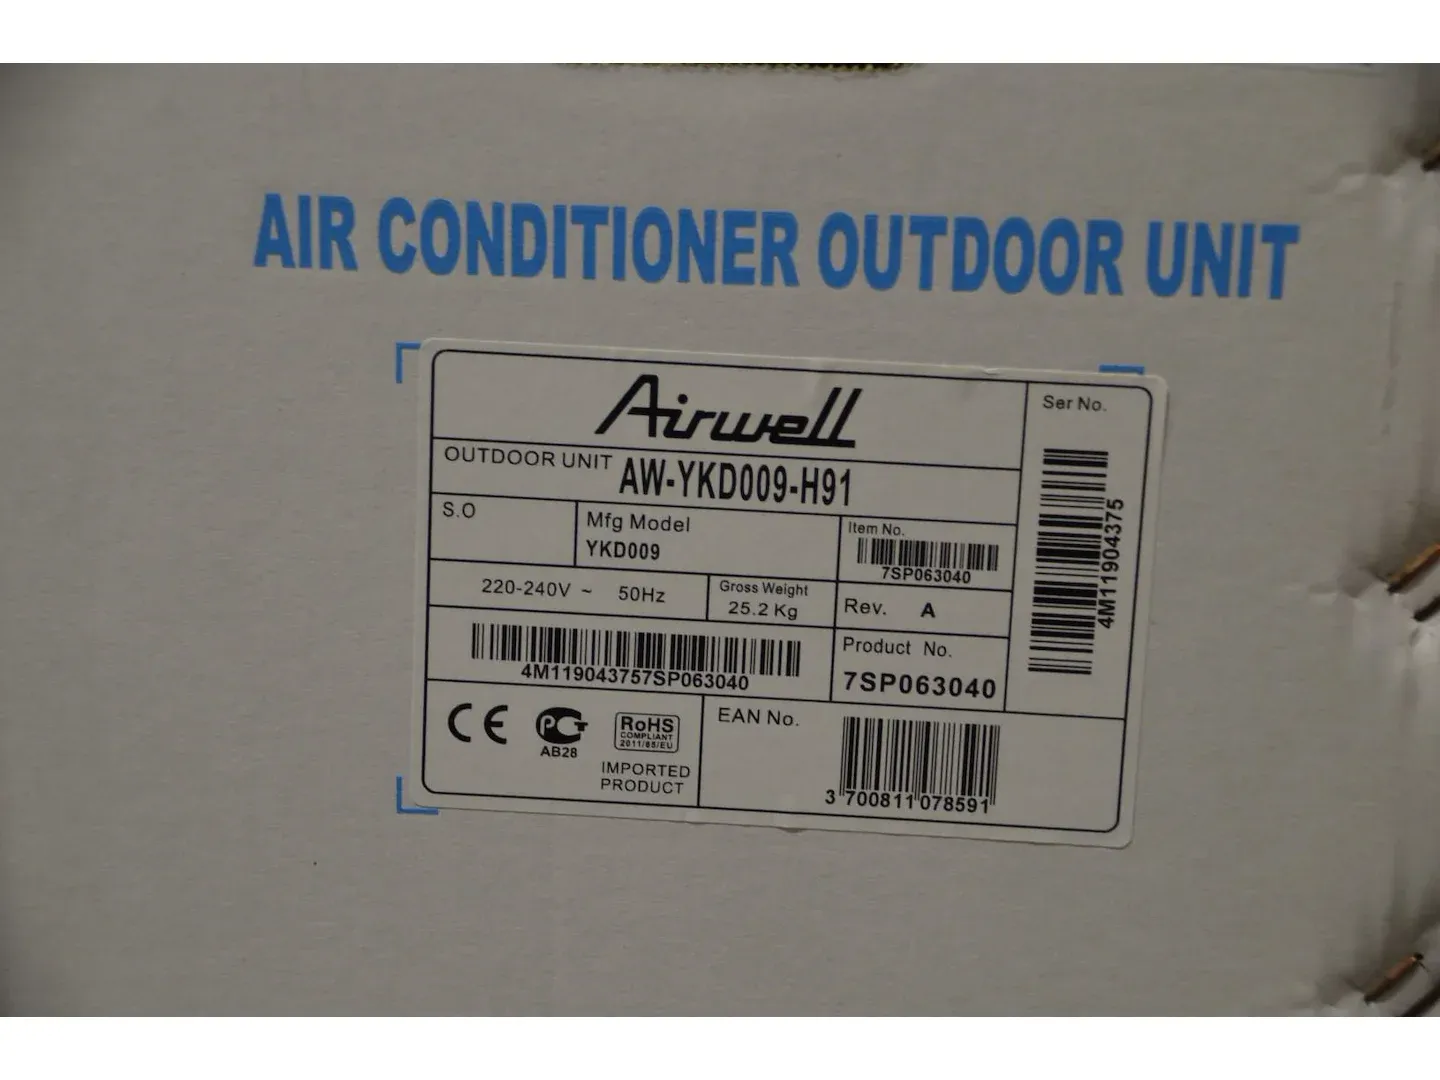 AIR CONDITIONER OUTDOOR UNIT
Airwell
Ser No.
4M11904375
OUTDOOR UNIT AW-YKD009-H91
S.O
Mfg Model
YKD009
Item No.
7SP063040
220-240V ~ 50Hz
Gross Weight
25.2 Kg
Rev. A
4M119043757SP063040
Product No.
7SP063040
CE
PCT
AB28
RoHS
COMPLIANT
2011/65/EU
IMPORTED
PRODUCT
EAN No.
3 700811 078591